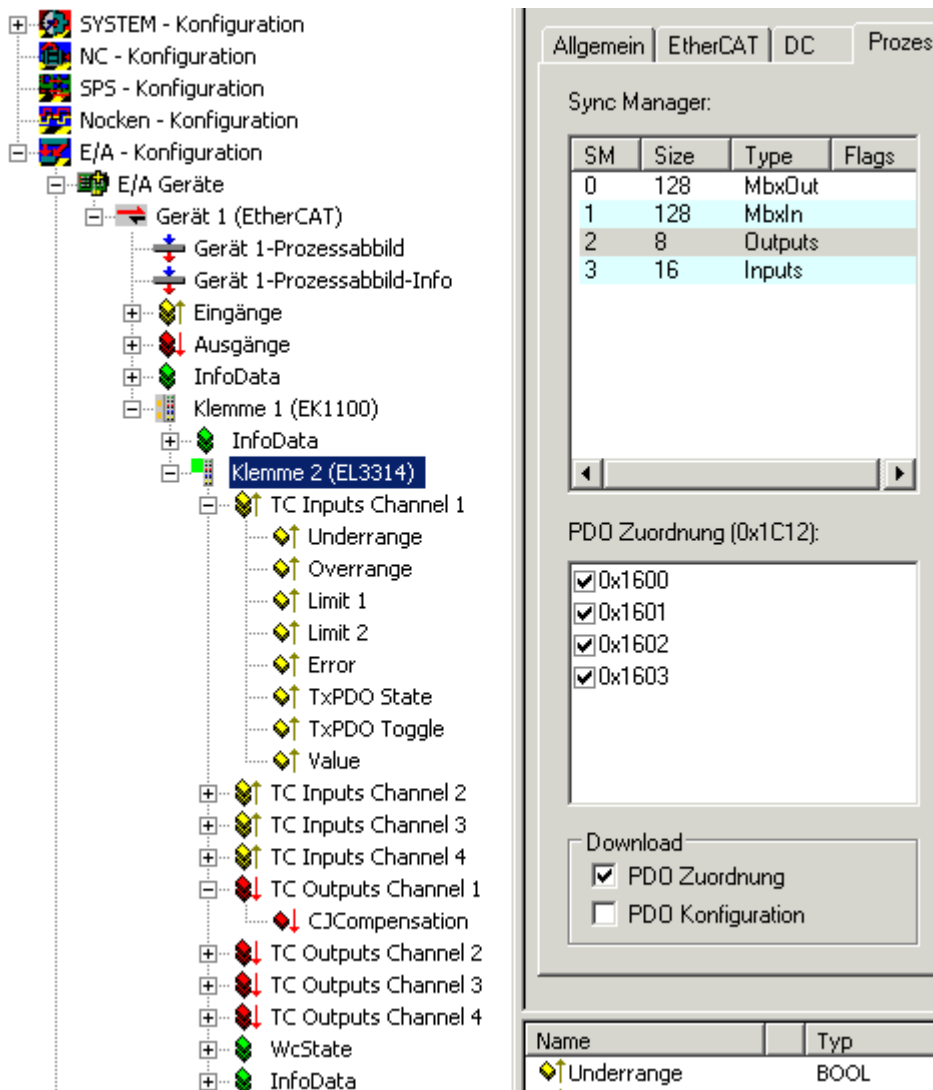 SYSTEM - Konfiguration
NC - Konfiguration
SPS - Konfiguration
Nocken - Konfiguration
E/A - Konfiguration
E/A Geräte
Gerät 1 (EtherCAT)
Gerät 1-Prozessabbild
Gerät 1-Prozessabbild-Info
Eingänge
Ausgänge
InfoData
Klemme 1 (EK1100)
InfoData
Klemme 2 (EL3314)
TC Inputs Channel 1
Underrange
Overrange
Limit 1
Limit 2
Error
TxPDO State
TxPDO Toggle
Value
TC Inputs Channel 2
TC Inputs Channel 3
TC Inputs Channel 4
TC Outputs Channel 1
CJCompensation
TC Outputs Channel 2
TC Outputs Channel 3
TC Outputs Channel 4
WcState
InfoData
Allgemein EtherCAT DC Prozes
Sync Manager:
SM Size Type Flags
0 128 MbxOut
1 128 MbxIn
2 8 Outputs
3 16 Inputs
PDO Zuordnung (0x1C12):
0x1600
0x1601
0x1602
0x1603
Download
PDO Zuordnung
PDO Konfiguration
Name Typ
Underrange BOOL